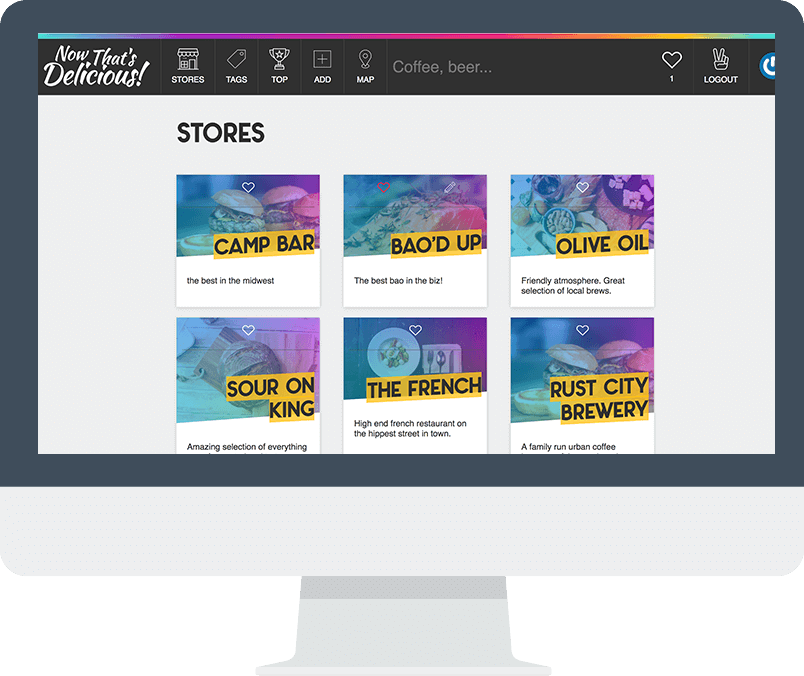 Now That's
Delicious!
STORES
TAGS
TOP
ADD
MAP
Coffee, beer...
1
LOGOUT
STORES
CAMP BAR
the best in the midwest
BAO'D UP
The best bao in the biz!
OLIVE OIL
Friendly atmosphere. Great
selection of local brews.
SOUR ON
KING
Amazing selection of everything
THE FRENCH
High end french restaurant on
the hippest street in town.
RUST CITY
BREWERY
A family run urban coffee